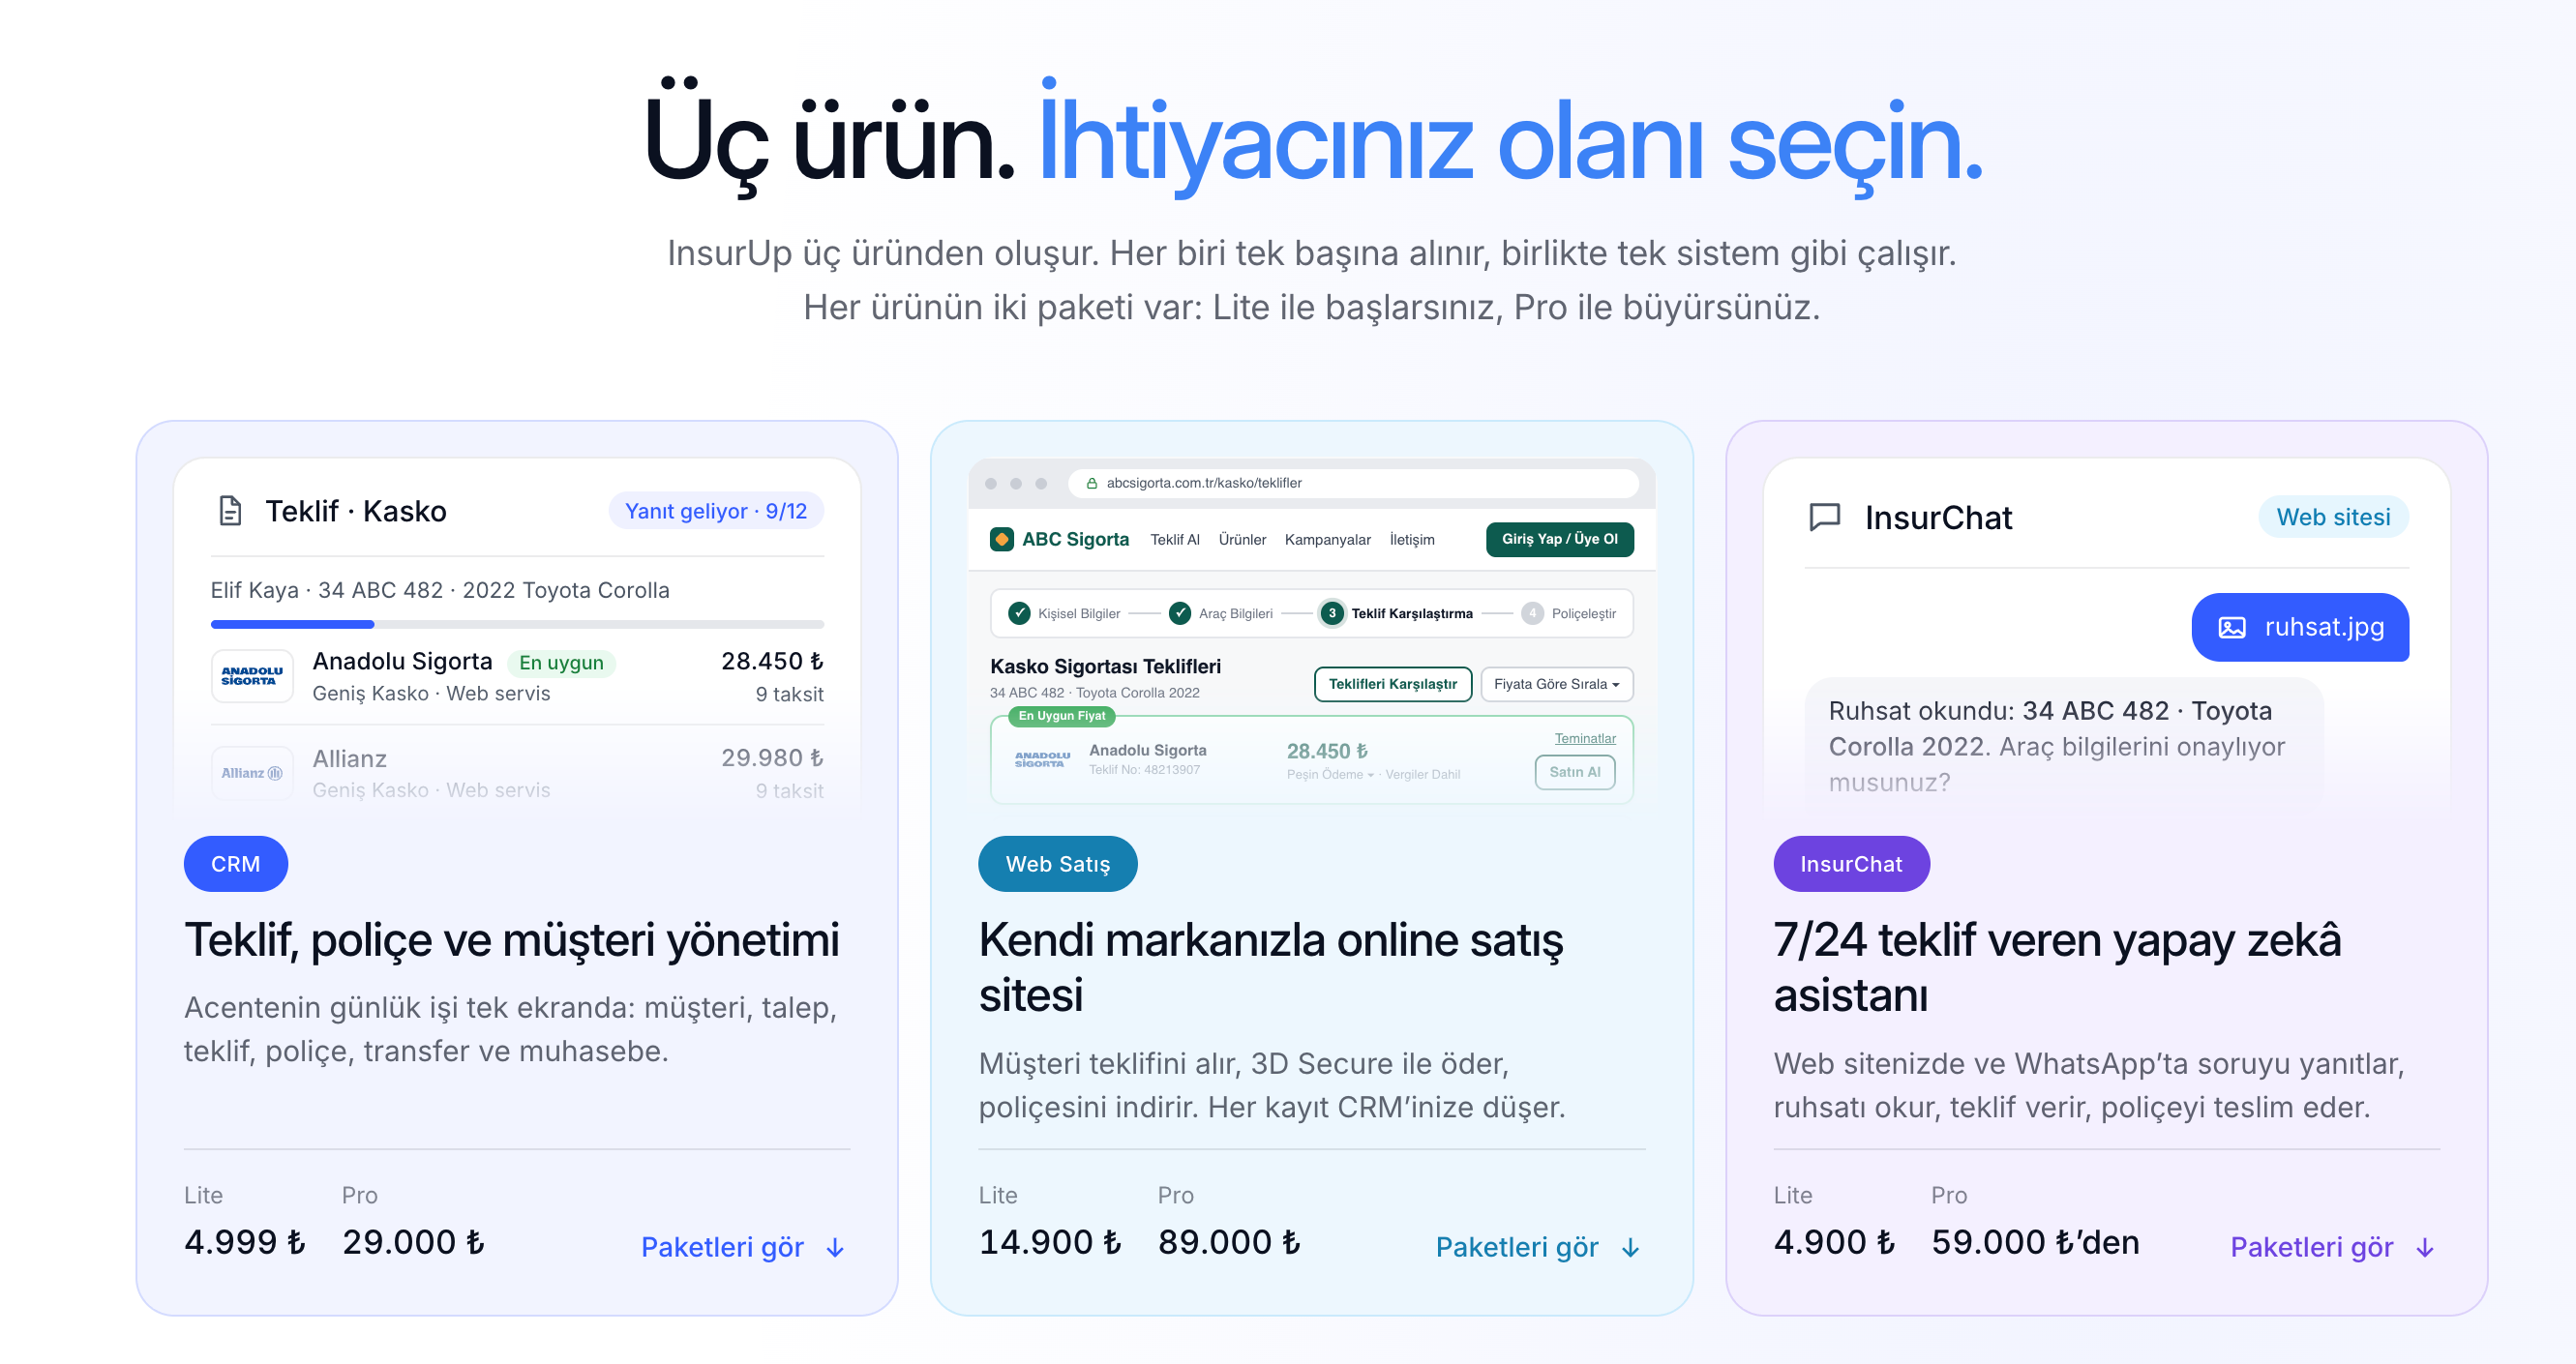 Üç ürün. İhtiyacınız olanı seçin.
InsurUp üç üründen oluşur. Her biri tek başına alınır, birlikte tek sistem gibi çalışır.
Her ürünün iki paketi var: Lite ile başlarsınız, Pro ile büyürsünüz.
Teklif · Kasko
Yanıt geliyor · 9/12
Elif Kaya · 34 ABC 482 · 2022 Toyota Corolla
ANADOLU
SİGORTA
Anadolu Sigorta
En uygun
28.450 ₺
Geniş Kasko · Web servis
9 taksit
Allianz
Allianz
29.980 ₺
Geniş Kasko · Web servis
9 taksit
CRM
Teklif, poliçe ve müşteri yönetimi
Acentenin günlük işi tek ekranda: müşteri, talep,
teklif, poliçe, transfer ve muhasebe.
Lite
Pro
4.999 ₺
29.000 ₺
Paketleri gör ↓
abcsigorta.com.tr/kasko/teklifler
ABC Sigorta
Teklif Al
Ürünler
Kampanyalar
İletişim
Giriş Yap / Üye Ol
✓ Kişisel Bilgiler
✓ Araç Bilgileri
3 Teklif Karşılaştırma
4 Poliçeleştir
Kasko Sigortası Teklifleri
34 ABC 482 · Toyota Corolla 2022
Teklifleri Karşılaştır
Fiyata Göre Sırala
En Uygun Fiyat
ANADOLU
SİGORTA
Anadolu Sigorta
Teklif No: 48213907
28.450 ₺
Peşin Ödeme · Vergiler Dahil
Teminatlar
Satın Al
Web Satış
Kendi markanızla online satış
sitesi
Müşteri teklifini alır, 3D Secure ile öder,
poliçesini indirir. Her kayıt CRM’inize düşer.
Lite
Pro
14.900 ₺
89.000 ₺
Paketleri gör ↓
InsurChat
Web sitesi
ruhsat.jpg
Ruhsat okundu: 34 ABC 482 · Toyota
Corolla 2022. Araç bilgilerini onaylıyor
musunuz?
InsurChat
7/24 teklif veren yapay zekâ
asistanı
Web sitenizde ve WhatsApp’ta soruyu yanıtlar,
ruhsatı okur, teklif verir, poliçeyi teslim eder.
Lite
Pro
4.900 ₺
59.000 ₺’den
Paketleri gör ↓